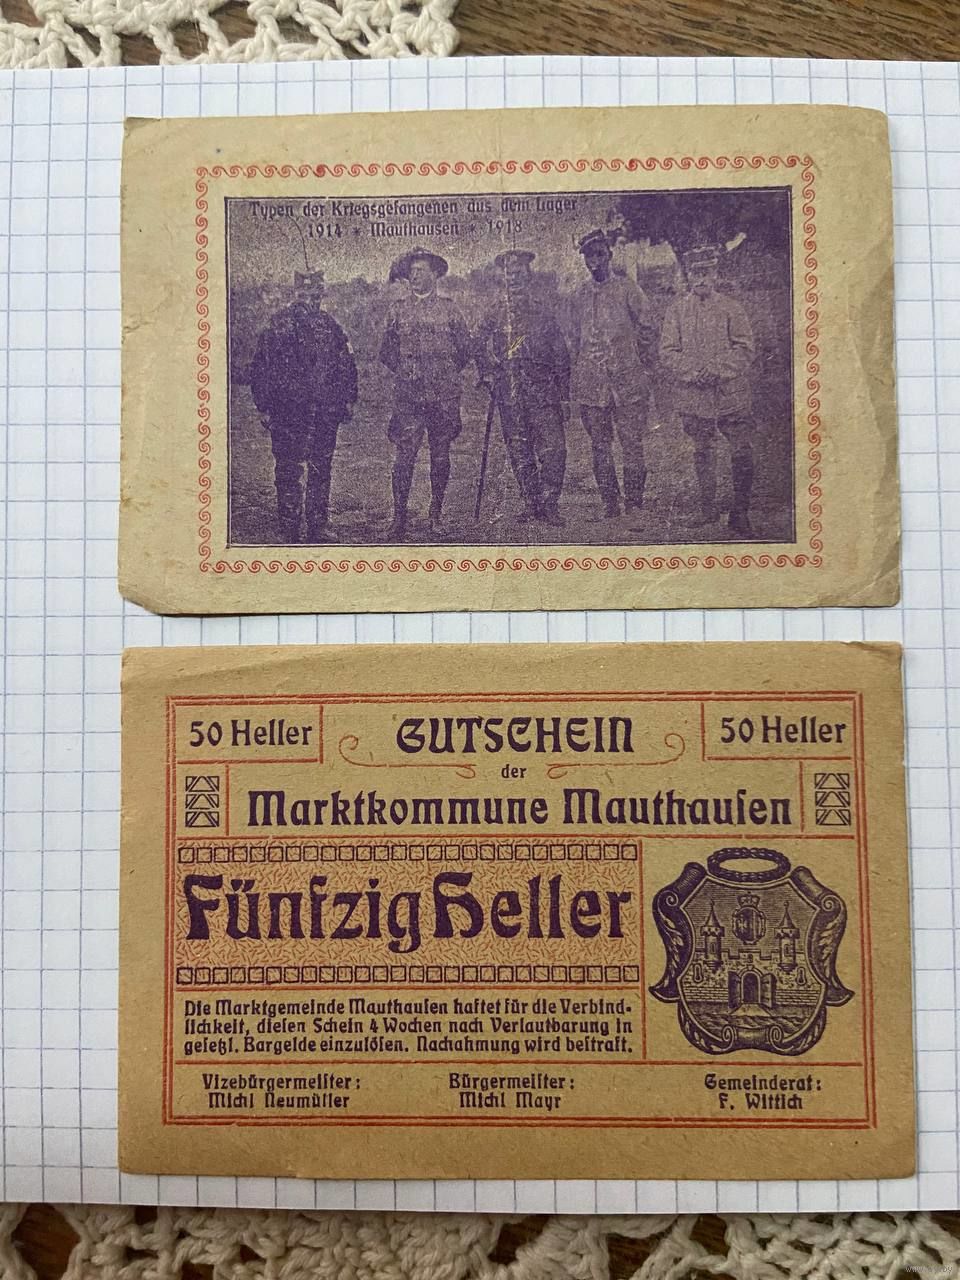 Typen der Kriegsgefangenen aus dem Lager
1914 * Mauthausen * 1918
50 Heller
GUTSCHEIN
50 Heller
der
Marktkommune Mauthauſen
Fünfzig Heller
Die Marktgemeinde Mauthauſen haftet für die Verbind-
lichkeit, dieſen Schein 4 Wochen nach Verlautbarung in
geſetzl. Bargelde einzulöſen. Nachahmung wird beſtraft.
Vizebürgermeiſter: Bürgermeiſter: Gemeinderat:
Michl Neumüller Michl Mayr F. Wittich